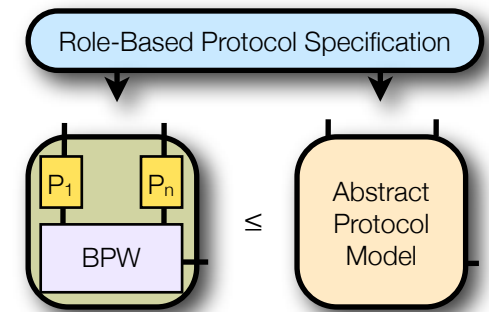 Role-Based Protocol Specification
P₁ Pₙ
BPW
≤
Abstract
Protocol
Model